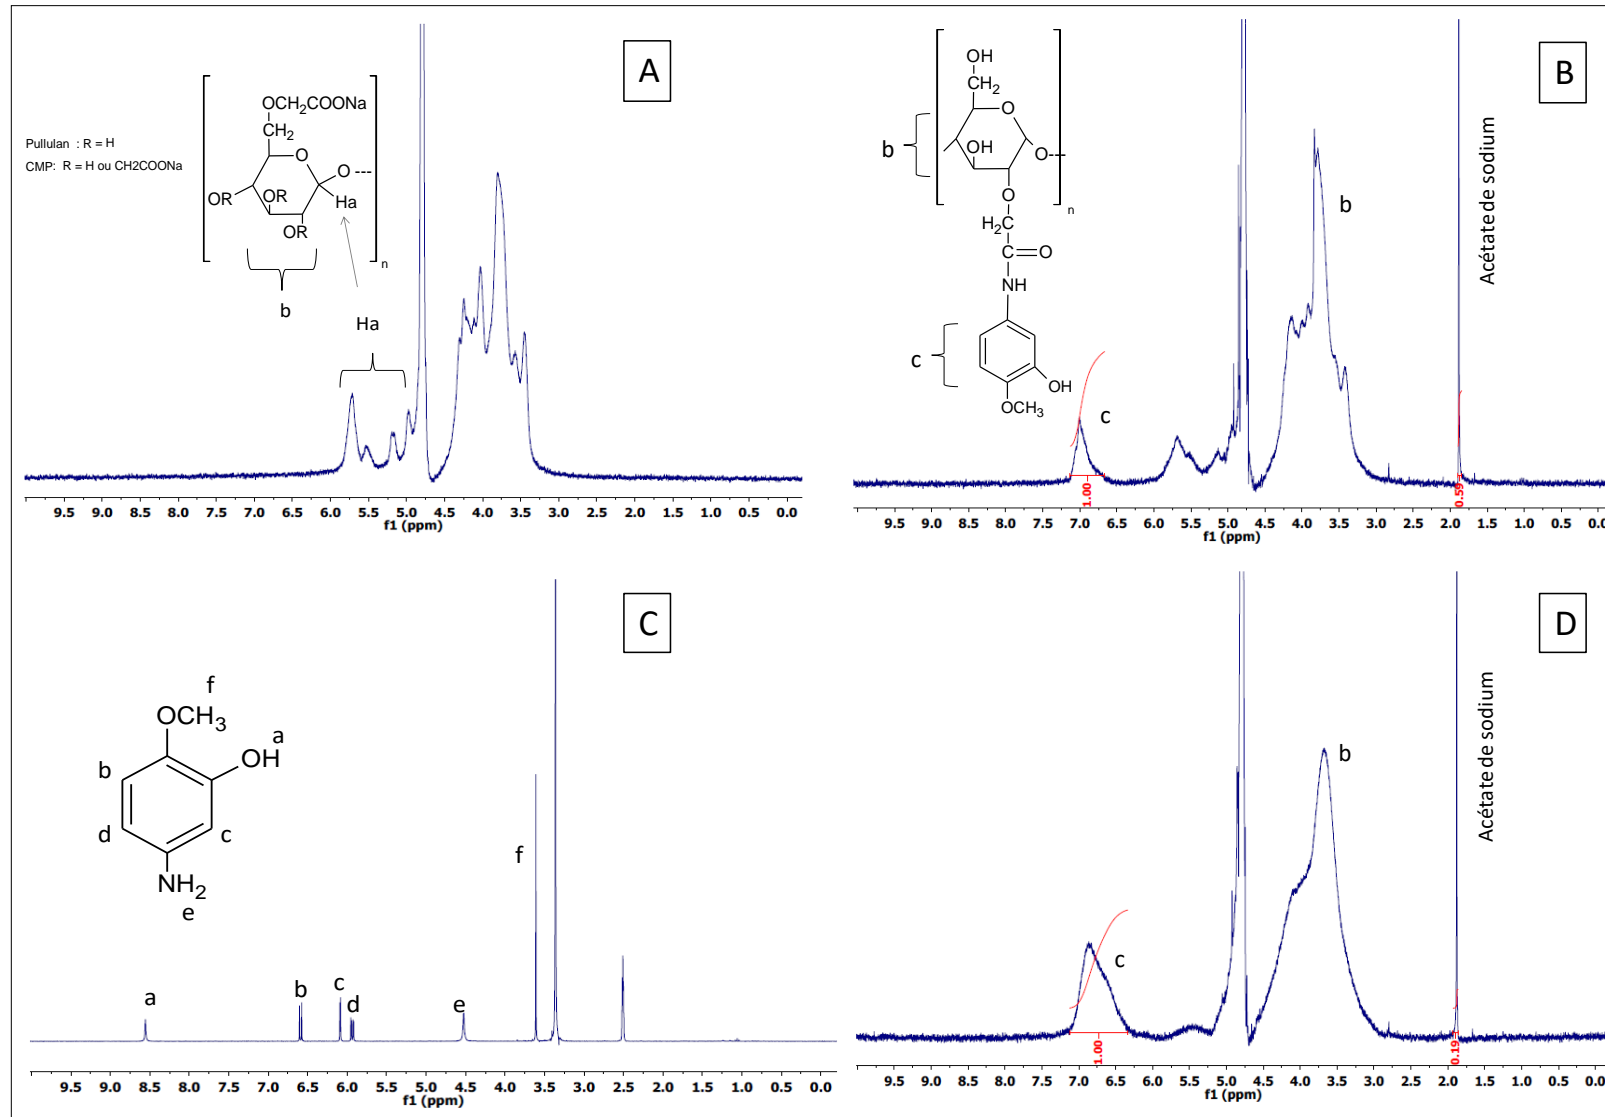 A
OCH2COONa
CH2
Pullulan : R = H
CMP: R = H ou CH2COONa
O
O ---
OR
OR
Ha
OR
n
b
Ha
9.5 9.0 8.5 8.0 7.5 7.0 6.5 6.0 5.5 5.0 4.5 4.0 3.5 3.0 2.5 2.0 1.5 1.0 0.5 0.0
f1 (ppm)
B
OH
CH2
O
b
OH
O
n
O
H2C
C
O
NH
c
OH
OCH3
c
b
Acétate de sodium
1.00
0.59
9.5 9.0 8.5 8.0 7.5 7.0 6.5 6.0 5.5 5.0 4.5 4.0 3.5 3.0 2.5 2.0 1.5 1.0 0.5 0.0
f1 (ppm)
C
f
OCH3
a
OH
b
d
c
NH2
e
a
b
c
d
e
f
9.5 9.0 8.5 8.0 7.5 7.0 6.5 6.0 5.5 5.0 4.5 4.0 3.5 3.0 2.5 2.0 1.5 1.0 0.5 0.0
f1 (ppm)
D
b
c
Acétate de sodium
1.00
0.19
9.5 9.0 8.5 8.0 7.5 7.0 6.5 6.0 5.5 5.0 4.5 4.0 3.5 3.0 2.5 2.0 1.5 1.0 0.5 0.0
f1 (ppm)